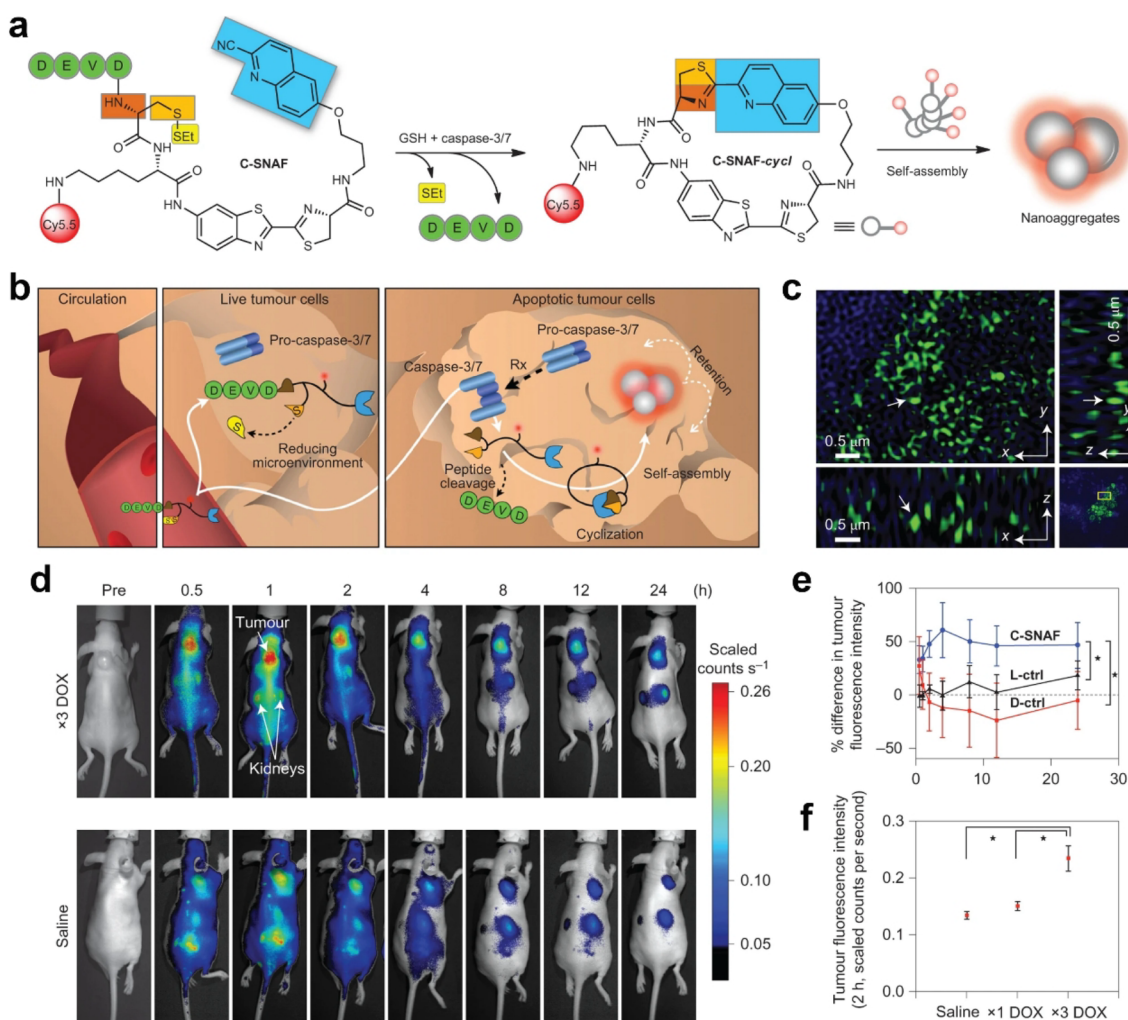 a
D E V D
HN
S
SEt
O
NH
HN
Cy5.5
O
HN
S
N
N
S
NC
N
O
C-SNAF
HN
NH
O
GSH + caspase-3/7
SEt
D E V D
S
N
N
O
O
NH
HN
Cy5.5
O
HN
C-SNAF-cycl
S
N
N
S
NH
O
Self-assembly
Nanoaggregates
b
Circulation
Live tumour cells
Apoptotic tumour cells
Pro-caspase-3/7
Pro-caspase-3/7
Caspase-3/7
Rx
Retention
D E V D
S
S
Reducing
microenvironment
Peptide
cleavage
D E V D
Self-assembly
Cyclization
D E V D
c
0.5 µm
y
x
0.5 µm
y
z
0.5 µm
z
x
d
Pre 0.5 1 2 4 8 12 24 (h)
×3 DOX
Tumour
Kidneys
Saline
Scaled
counts s⁻¹
0.26
0.20
0.10
0.05
e
% difference in tumour
fluorescence intensity
100
50
0
–50
C-SNAF
L-ctrl
D-ctrl
*
*
0 10 20 30
f
Tumour fluorescence intensity
(2 h, scaled counts per second)
0.3
0.2
0.1
0
*
*
Saline ×1 DOX ×3 DOX